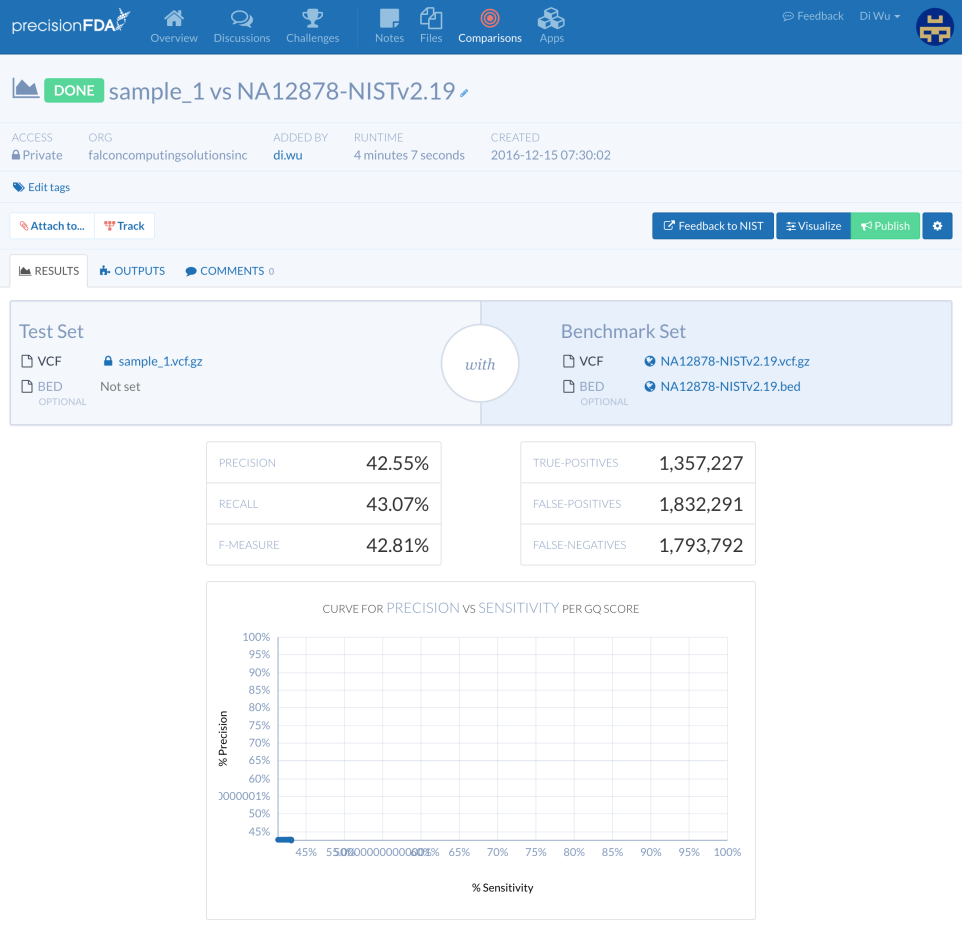 precisionFDA
Overview Discussions Challenges Notes Files Comparisons Apps
Feedback Di Wu
DONE sample_1 vs NA12878-NISTv2.19
ACCESS ORG ADDED BY RUNTIME CREATED
Private falconcomputingsolutionsinc di.wu 4 minutes 7 seconds 2016-12-15 07:30:02
Edit tags
Attach to... Track Feedback to NIST Visualize Publish
RESULTS OUTPUTS COMMENTS 0
Test Set
VCF sample_1.vcf.gz
BED Not set
OPTIONAL
with
Benchmark Set
VCF NA12878-NISTv2.19.vcf.gz
BED NA12878-NISTv2.19.bed
OPTIONAL
PRECISION 42.55%
RECALL 43.07%
F-MEASURE 42.81%
TRUE-POSITIVES 1,357,227
FALSE-POSITIVES 1,832,291
FALSE-NEGATIVES 1,793,792
CURVE FOR PRECISION VS SENSITIVITY PER GQ SCORE
% Precision
100%
95%
90%
85%
80%
75%
70%
65%
60%
0000001%
50%
45%
45% 65% 70% 75% 80% 85% 90% 95% 100%
% Sensitivity